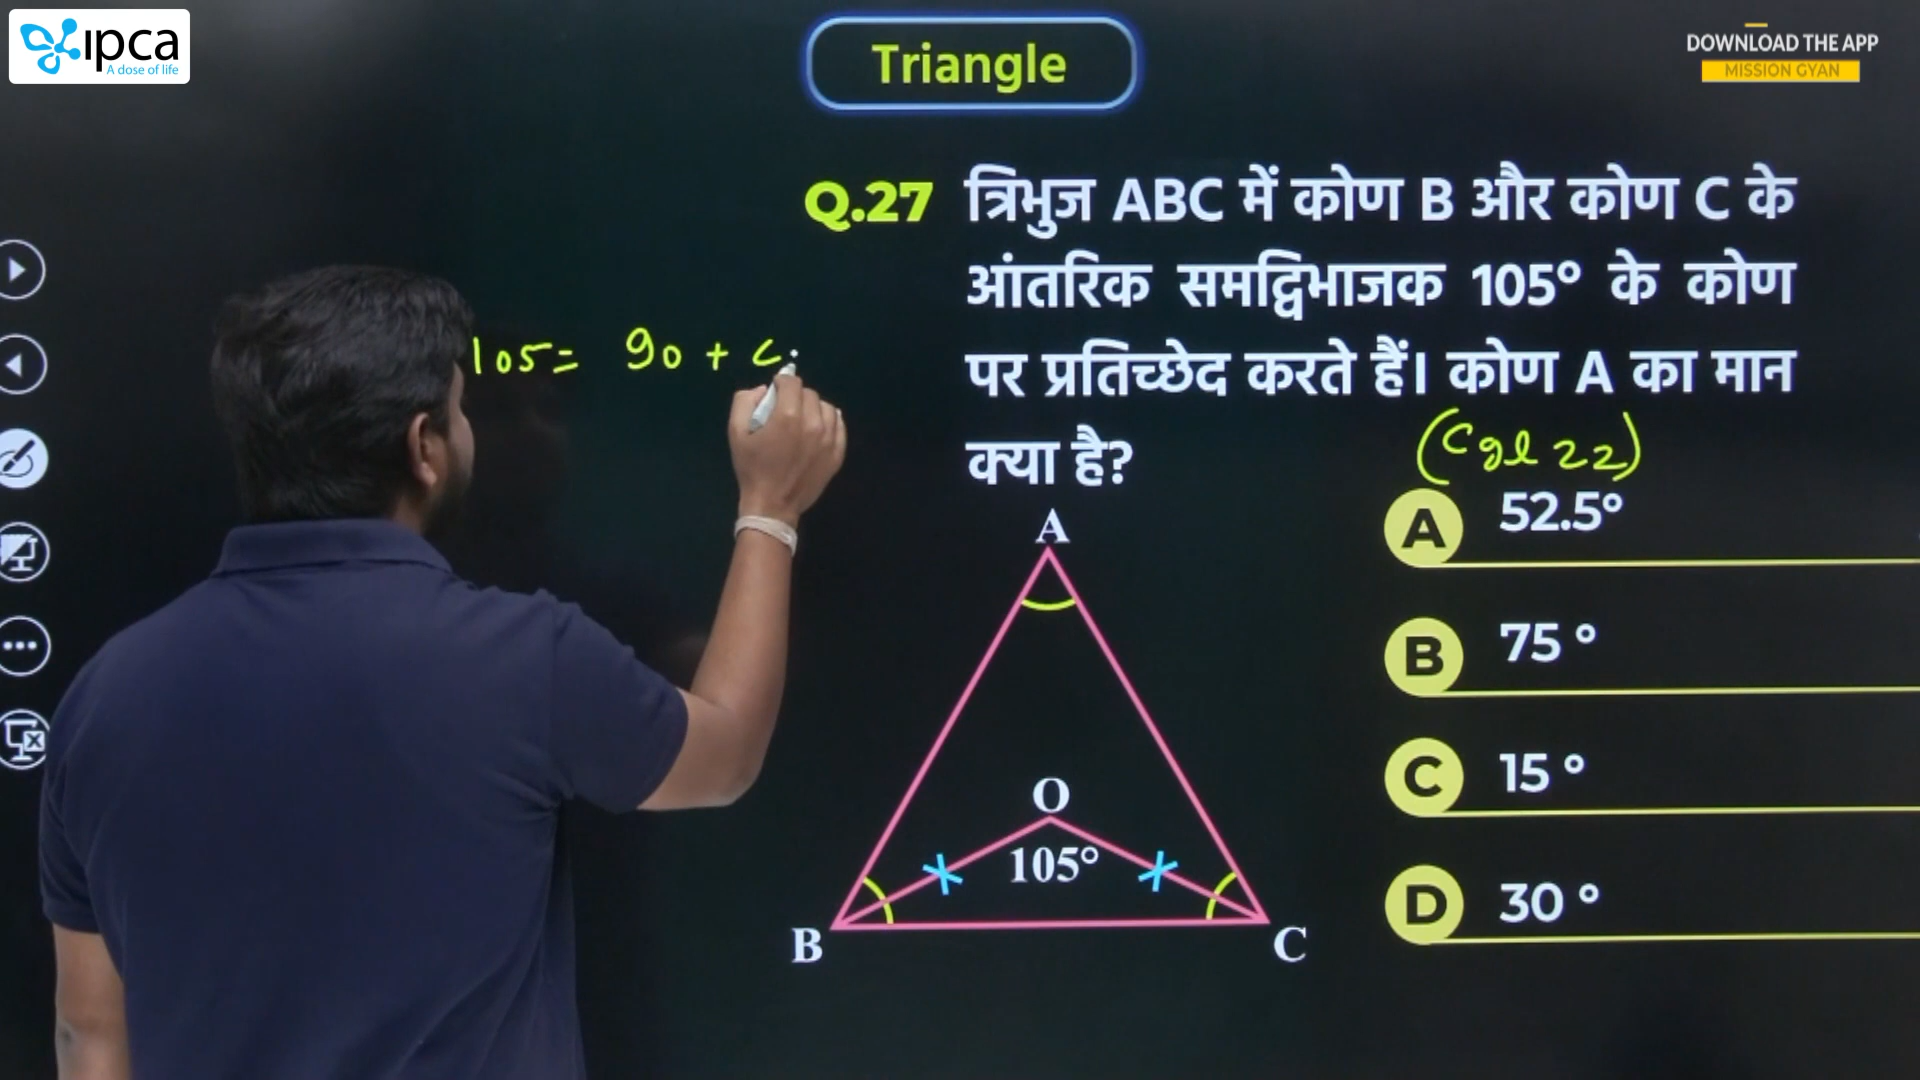 ipca
A dose of life
Triangle
DOWNLOAD THE APP
MISSION GYAN
Q.27 त्रिभुज ABC में कोण B और कोण C के
आंतरिक समद्विभाजक 105° के कोण
पर प्रतिच्छेद करते हैं। कोण A का मान
क्या है?
(Cgl 22)
105 = 90 +
A 52.5°
B 75 °
C 15 °
D 30 °
A
O
105°
B
C